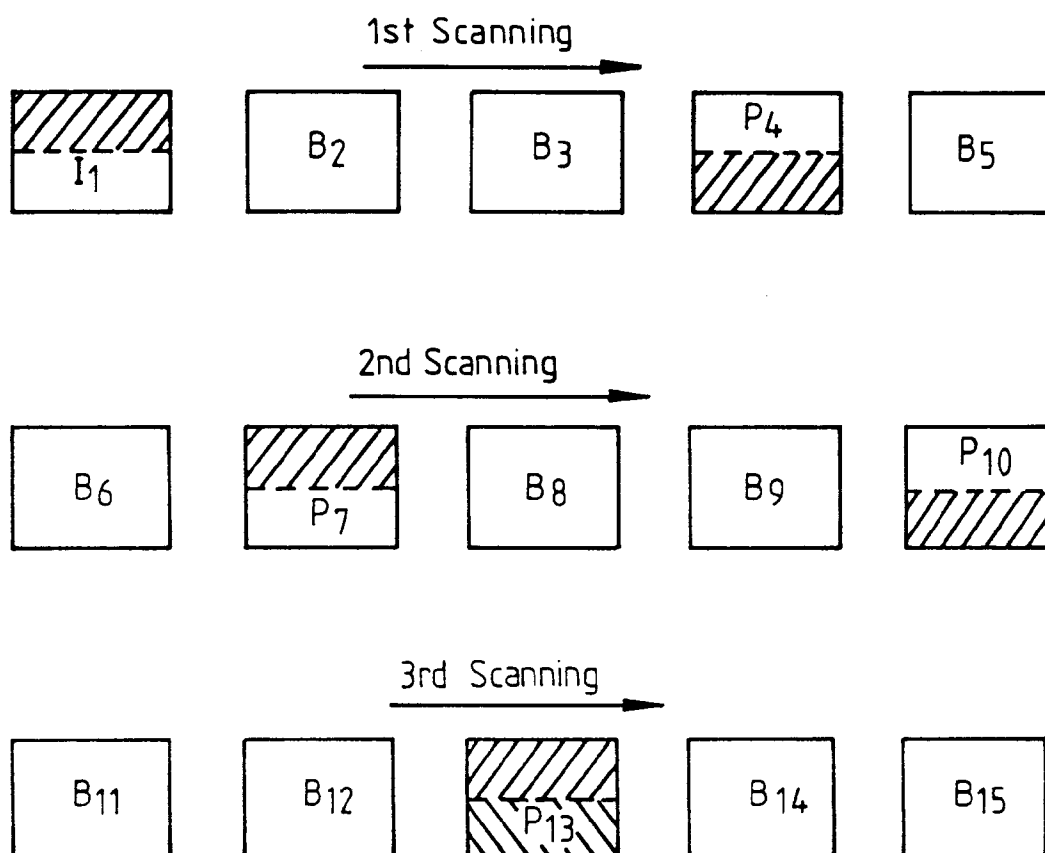 1st Scanning
I1 B2 B3 P4 B5
2nd Scanning
B6 P7 B8 B9 P10
3rd Scanning
B11 B12 P13 B14 B15